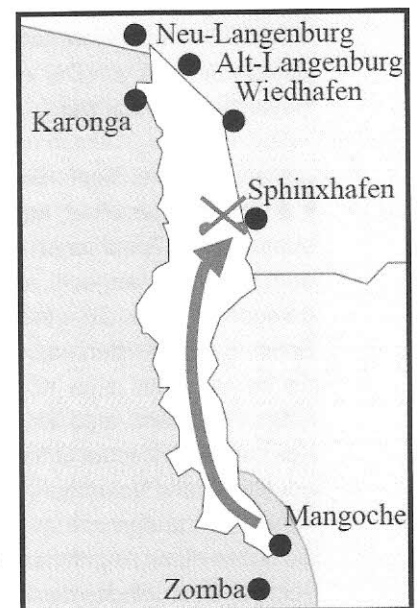 Neu-Langenburg
Alt-Langenburg
Wiedhafen
Karonga
Sphinxhafen
Mangoche
Zomba